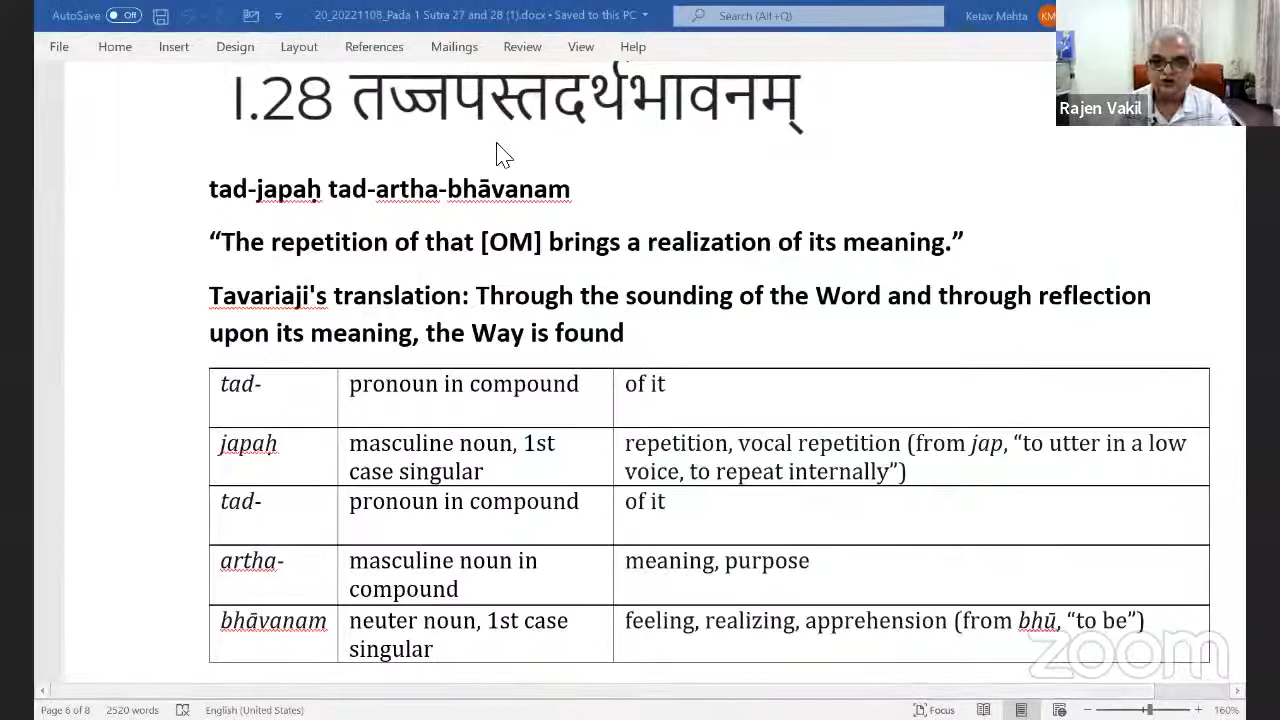 AutoSave Off 20_20221108_Pada 1 Sutra 27 and 28 (1).docx - Saved to this PC Search (Alt+Q) Ketav Mehta KM
File Home Insert Design Layout References Mailings Review View Help
Rajen Vakil
I.28 तज्जपस्तदर्थभावनम्
tad-japaḥ tad-artha-bhāvanam
“The repetition of that [OM] brings a realization of its meaning.”
Tavariaji's translation: Through the sounding of the Word and through reflection
upon its meaning, the Way is found
tad- pronoun in compound of it
japaḥ masculine noun, 1st repetition, vocal repetition (from jap, “to utter in a low
case singular voice, to repeat internally”)
tad- pronoun in compound of it
artha- masculine noun in meaning, purpose
compound
bhāvanam neuter noun, 1st case feeling, realizing, apprehension (from bhū, “to be”)
singular
zoom
Page 6 of 8 2520 words English (United States) Focus 160%